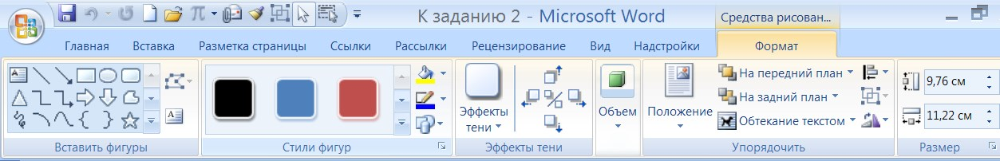 К заданию 2 - Microsoft Word
Средства рисован...
Главная Вставка Разметка страницы Ссылки Рассылки Рецензирование Вид Надстройки Формат
На передний план
9,76 см
На задний план
Эффекты тени
Объем
Положение
Обтекание текстом
11,22 см
Вставить фигуры
Стили фигур
Эффекты тени
Упорядочить
Размер